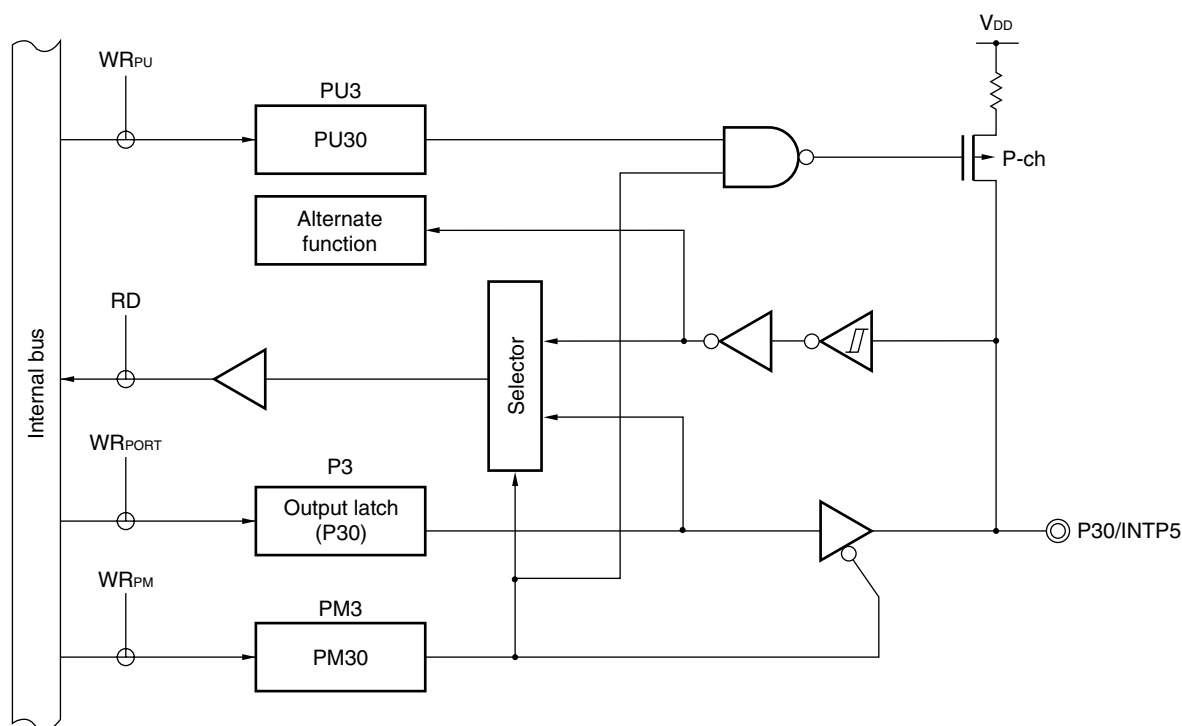 VDD
WRPU
PU3
PU30
P-ch
Alternate
function
RD
Selector
Internal bus
WRPORT
P3
Output latch
(P30)
P30/INTP5
WRPM
PM3
PM30